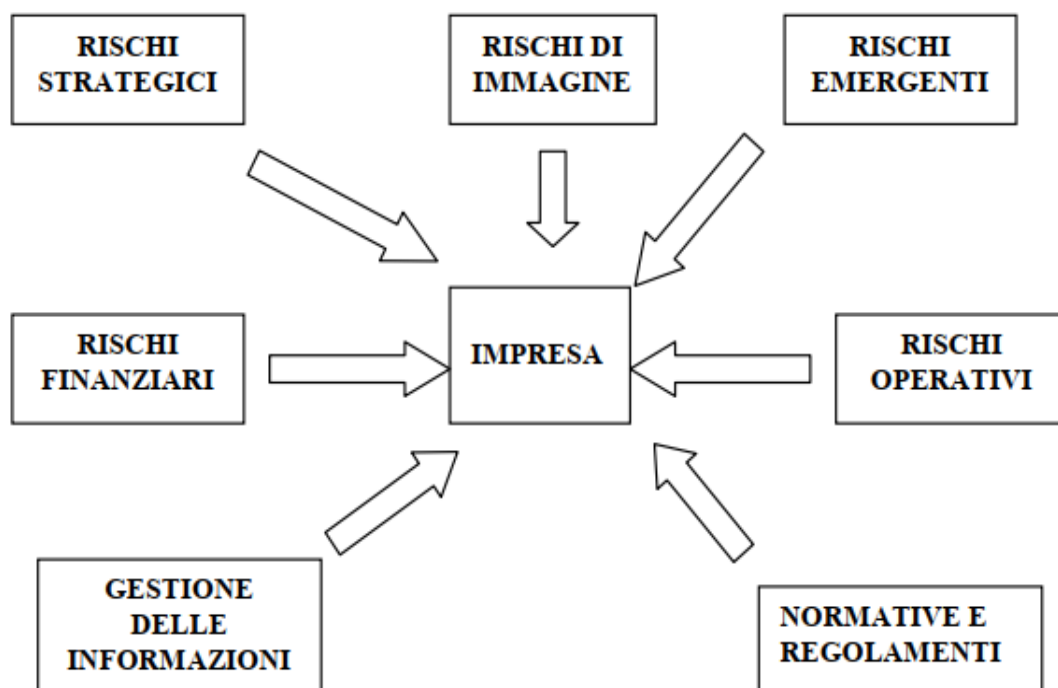 RISCHI
STRATEGICI
RISCHI DI
IMMAGINE
RISCHI
EMERGENTI
RISCHI
FINANZIARI
IMPRESA
RISCHI
OPERATIVI
GESTIONE
DELLE
INFORMAZIONI
NORMATIVE E
REGOLAMENTI